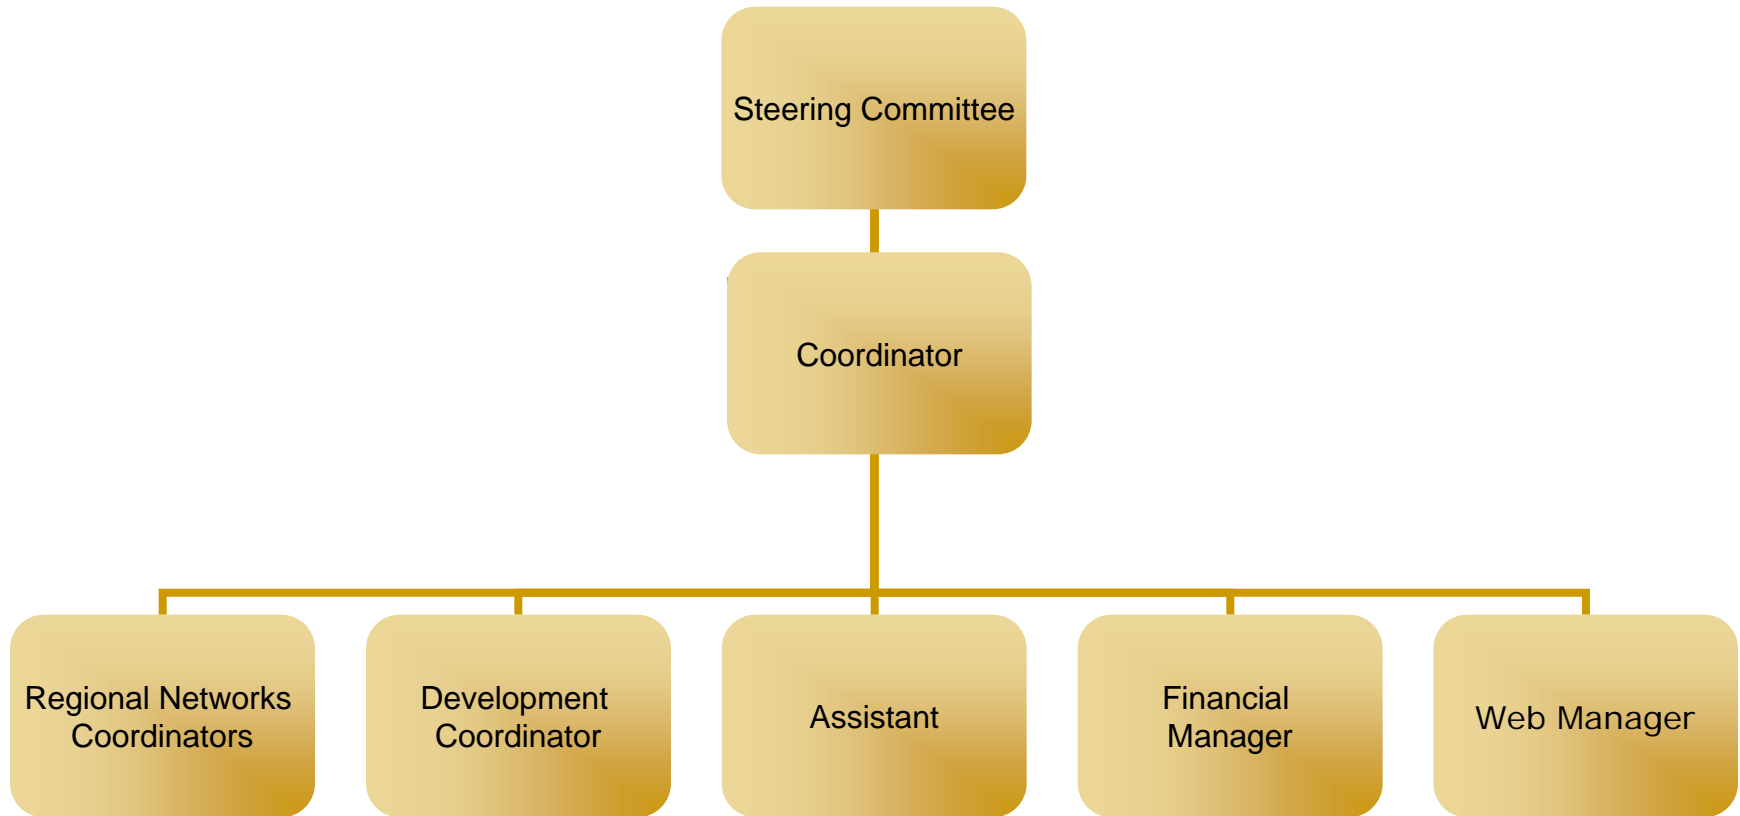 Steering Committee
Coordinator
Regional Networks
Coordinators
Development
Coordinator
Assistant
Financial
Manager
Web Manager